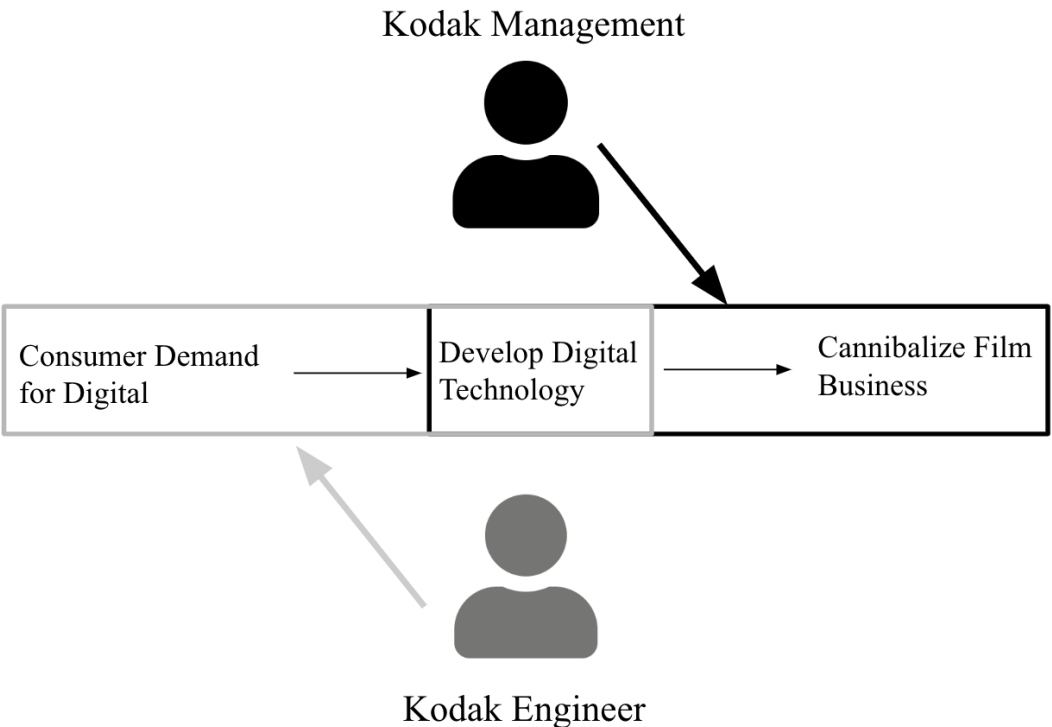 Kodak Management
Consumer Demand
for Digital
Develop Digital
Technology
Cannibalize Film
Business
Kodak Engineer